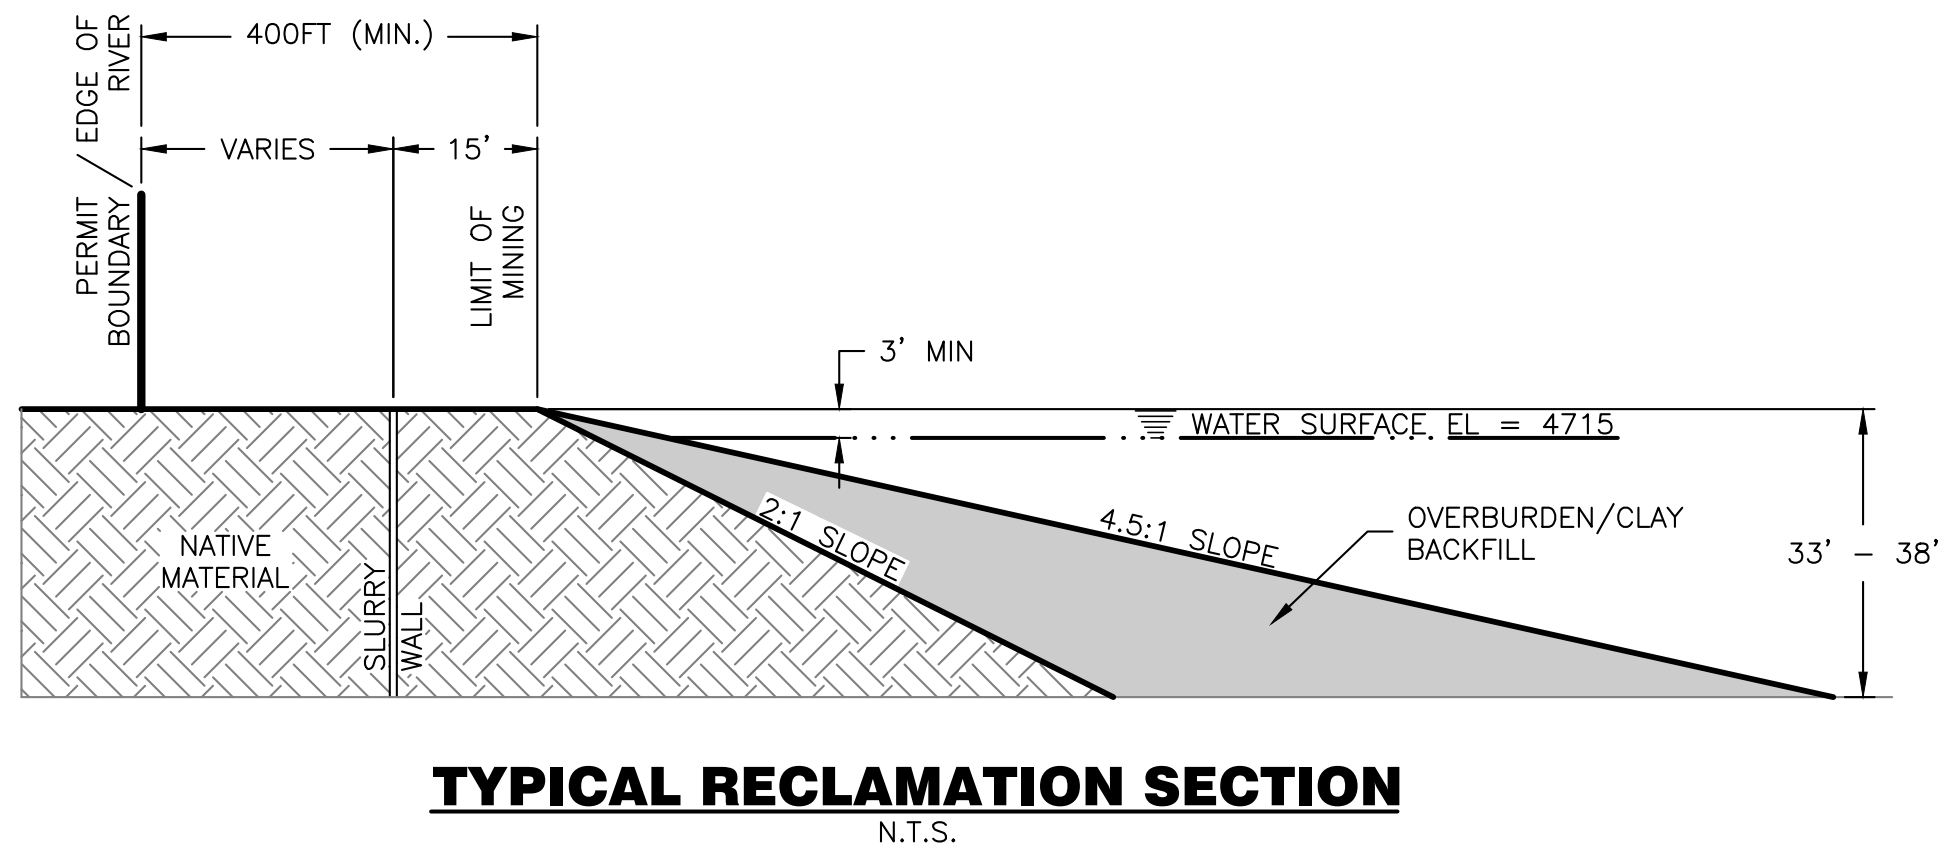 400FT (MIN.)
EDGE OF
RIVER
/
VARIES
15'
PERMIT
BOUNDARY
LIMIT OF
MINING
3' MIN
WATER SURFACE EL = 4715
2:1 SLOPE
4.5:1 SLOPE
OVERBURDEN/CLAY
BACKFILL
33' - 38'
NATIVE
MATERIAL
SLURRY
WALL
TYPICAL RECLAMATION SECTION
N.T.S.